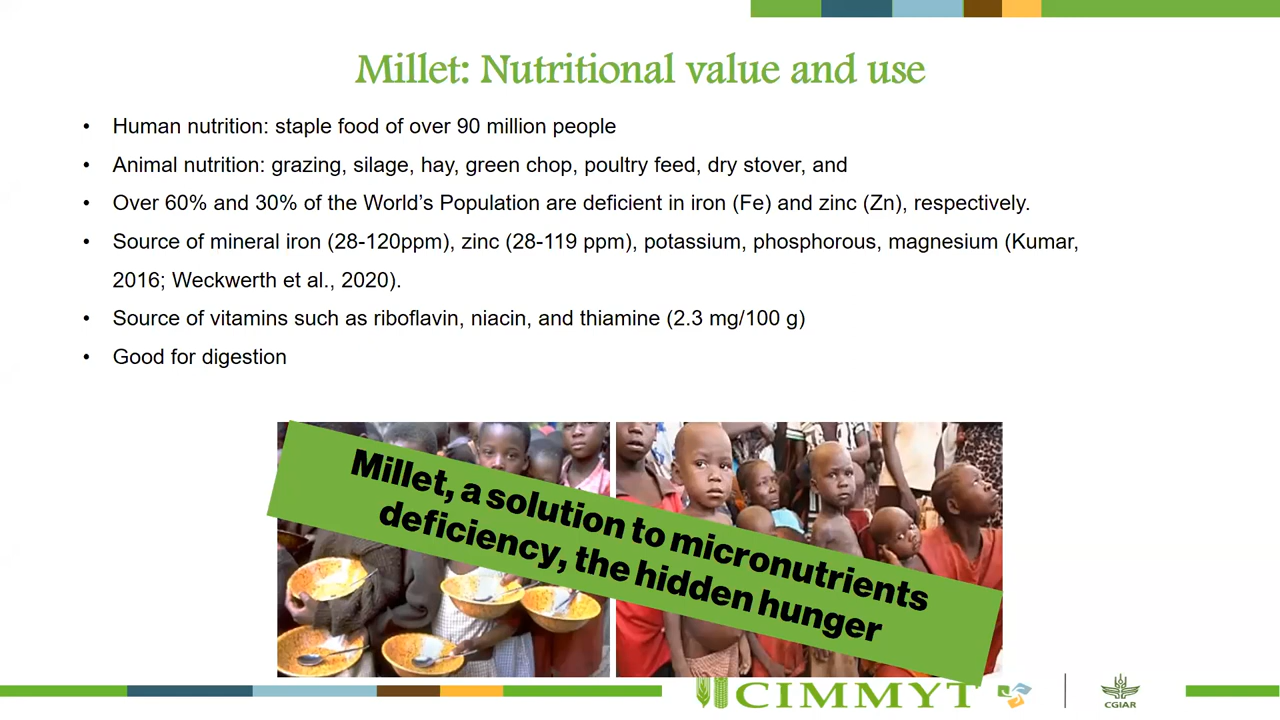 Millet: Nutritional value and use
• Human nutrition: staple food of over 90 million people
• Animal nutrition: grazing, silage, hay, green chop, poultry feed, dry stover, and
• Over 60% and 30% of the World’s Population are deficient in iron (Fe) and zinc (Zn), respectively.
• Source of mineral iron (28-120ppm), zinc (28-119 ppm), potassium, phosphorous, magnesium (Kumar,
2016; Weckwerth et al., 2020).
• Source of vitamins such as riboflavin, niacin, and thiamine (2.3 mg/100 g)
• Good for digestion
Millet, a solution to micronutrients
deficiency, the hidden hunger
CIMMYT
CGIAR